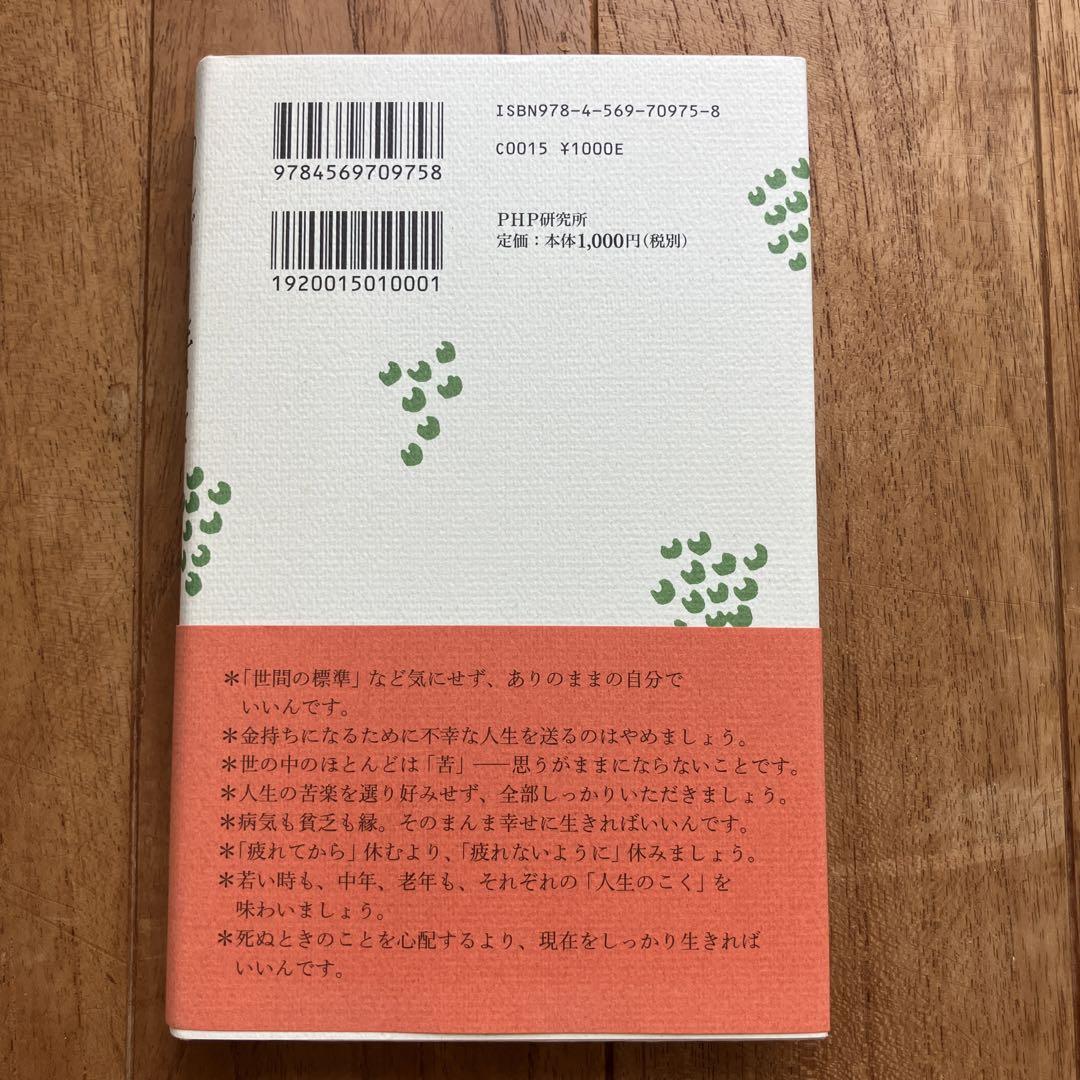 ISBN978-4-569-70975-8
C0015 ¥1000E
9784569709758
PHP研究所
定価：本体1,000円(税別)
1920015010001
＊「世間の標準」など気にせず、ありのままの自分で
いいんです。
＊金持ちになるために不幸な人生を送るのはやめましょう。
＊世の中のほとんどは「苦」――思うがままにならないことです。
＊人生の苦楽を選り好みせず、全部しっかりいただきましょう。
＊病気も貧乏も縁。そのまんま幸せに生きればいいんです。
＊「疲れてから」休むより、「疲れないように」休みましょう。
＊若い時も、中年、老年も、それぞれの「人生のこく」を
味わいましょう。
＊死ぬときのことを心配するより、現在をしっかり生きれば
いいんです。